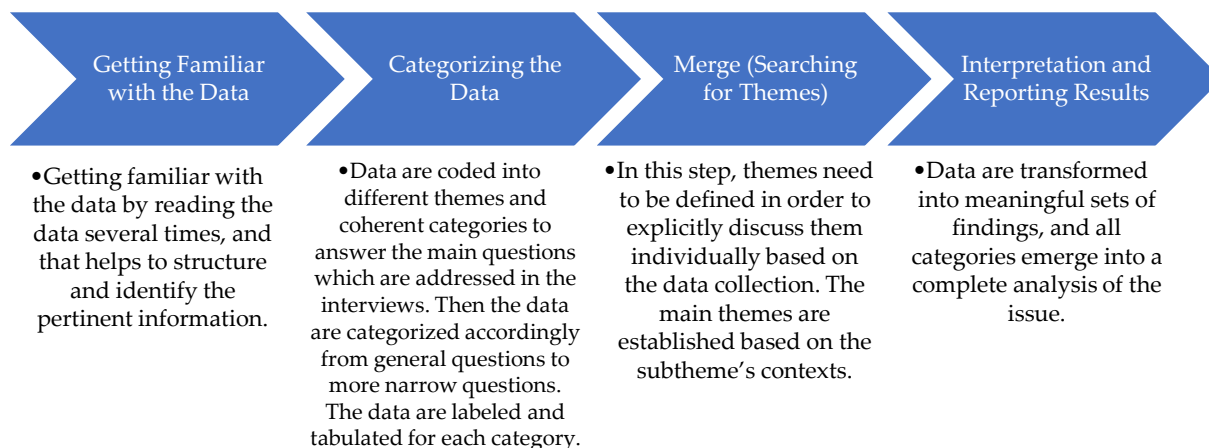 Getting Familiar
with the Data
Categorizing the
Data
Merge (Searching
for Themes)
Interpretation and
Reporting Results
•Getting familiar with
the data by reading the
data several times, and
that helps to structure
and identify the
pertinent information.
•Data are coded into
different themes and
coherent categories to
answer the main questions
which are addressed in the
interviews. Then the data
are categorized accordingly
from general questions to
more narrow questions.
The data are labeled and
tabulated for each category.
•In this step, themes need
to be defined in order to
explicitly discuss them
individually based on
the data collection. The
main themes are
established based on the
subtheme's contexts.
•Data are transformed
into meaningful sets of
findings, and all
categories emerge into a
complete analysis of the
issue.